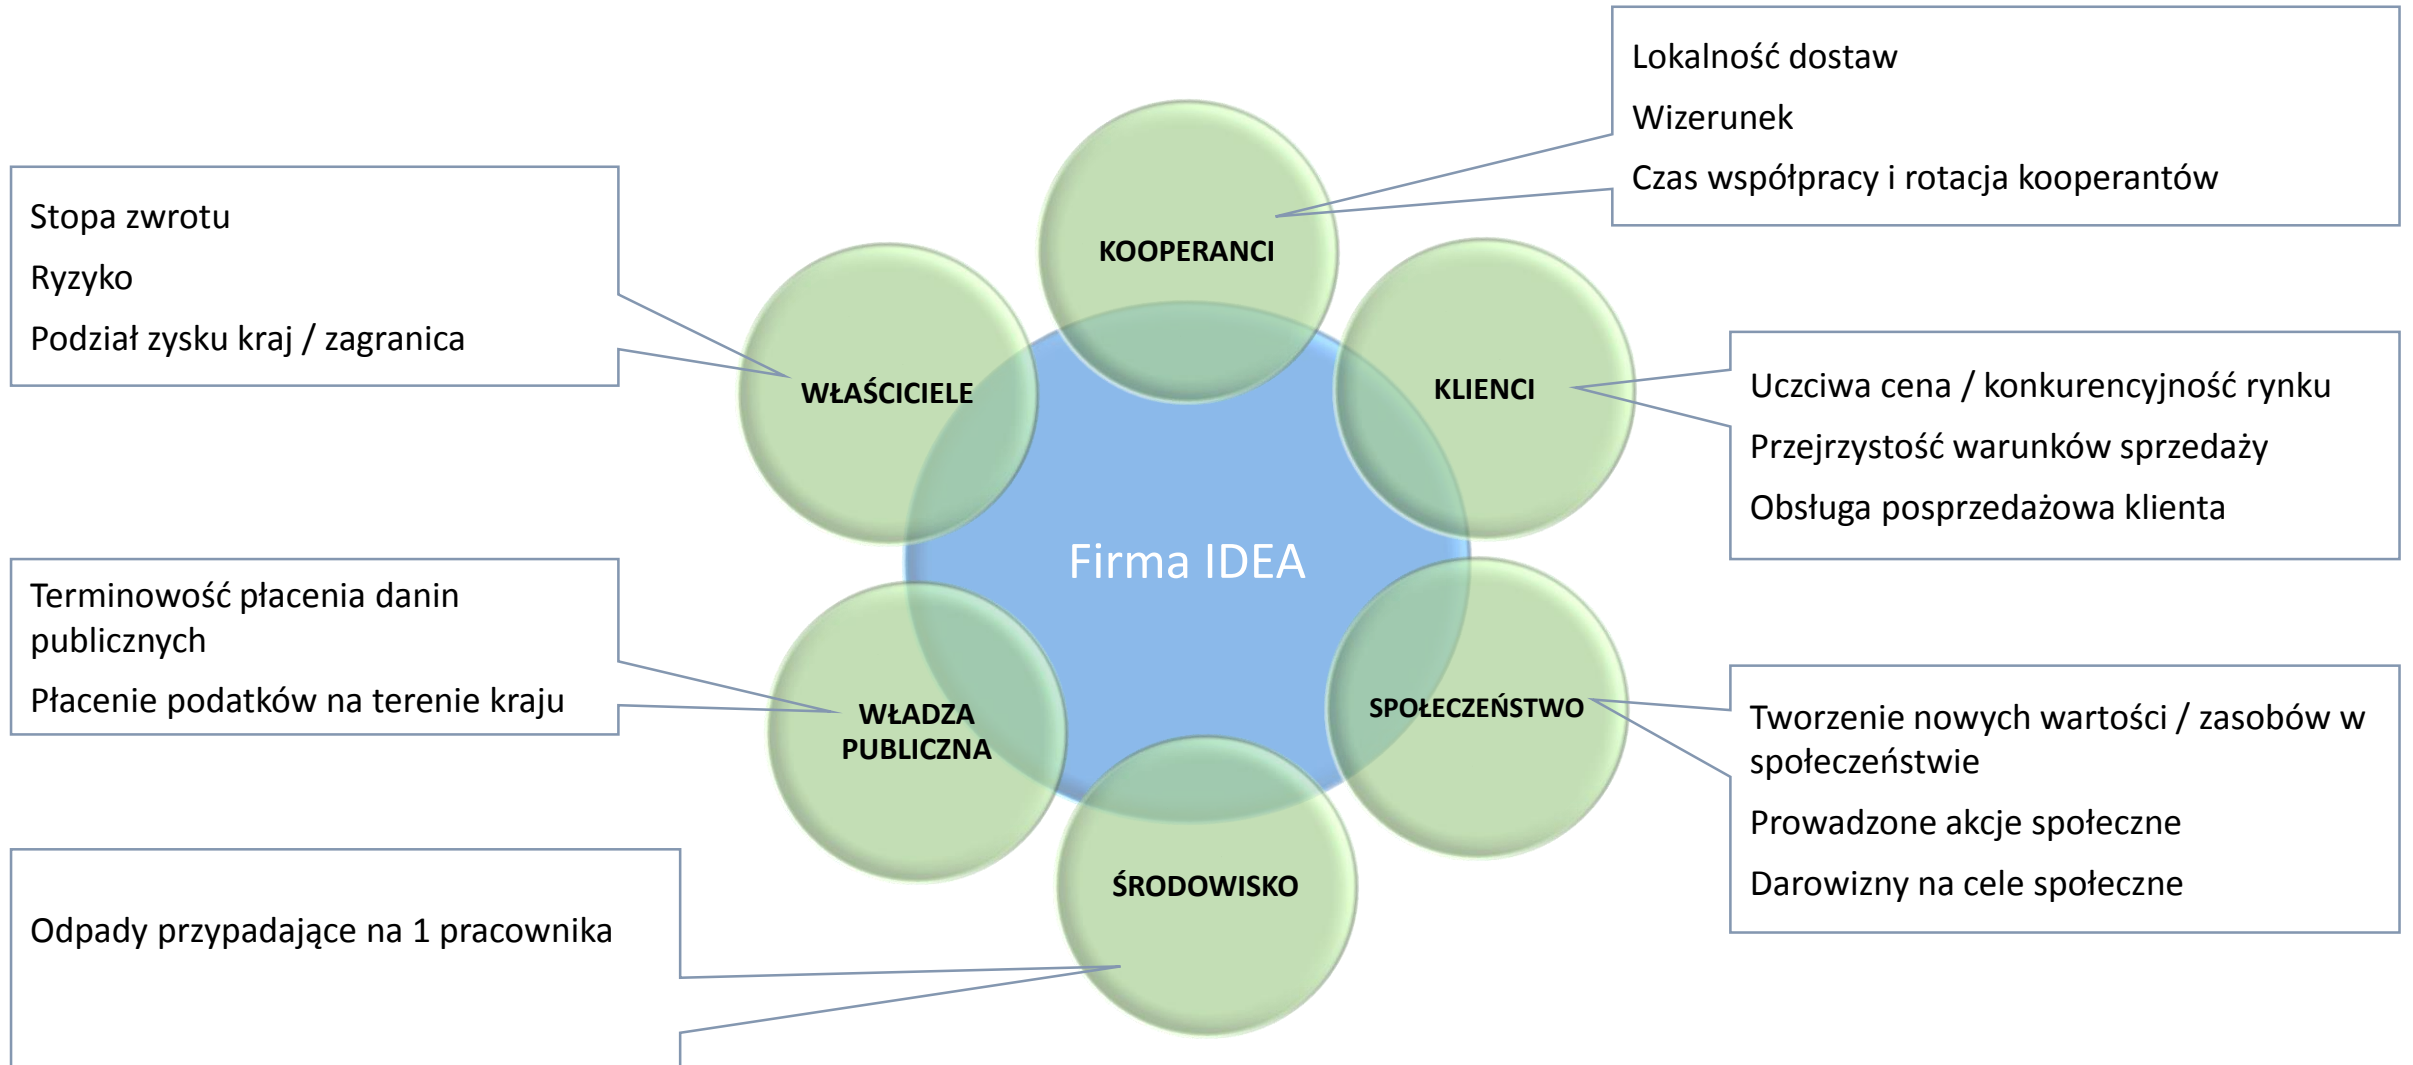 Lokalność dostaw
Wizerunek
Czas współpracy i rotacja kooperantów
Stopa zwrotu
Ryzyko
Podział zysku kraj / zagranica
KOOPERANCI
WŁAŚCICIELE
KLIENCI
Uczciwa cena / konkurencyjność rynku
Przejrzystość warunków sprzedaży
Obsługa posprzedażowa klienta
Firma IDEA
Terminowość płacenia danin
publicznych
Płacenie podatków na terenie kraju
WŁADZA
PUBLICZNA
SPOŁECZEŃSTWO
Tworzenie nowych wartości / zasobów w
społeczeństwie
Prowadzone akcje społeczne
Darowizny na cele społeczne
ŚRODOWISKO
Odpady przypadające na 1 pracownika